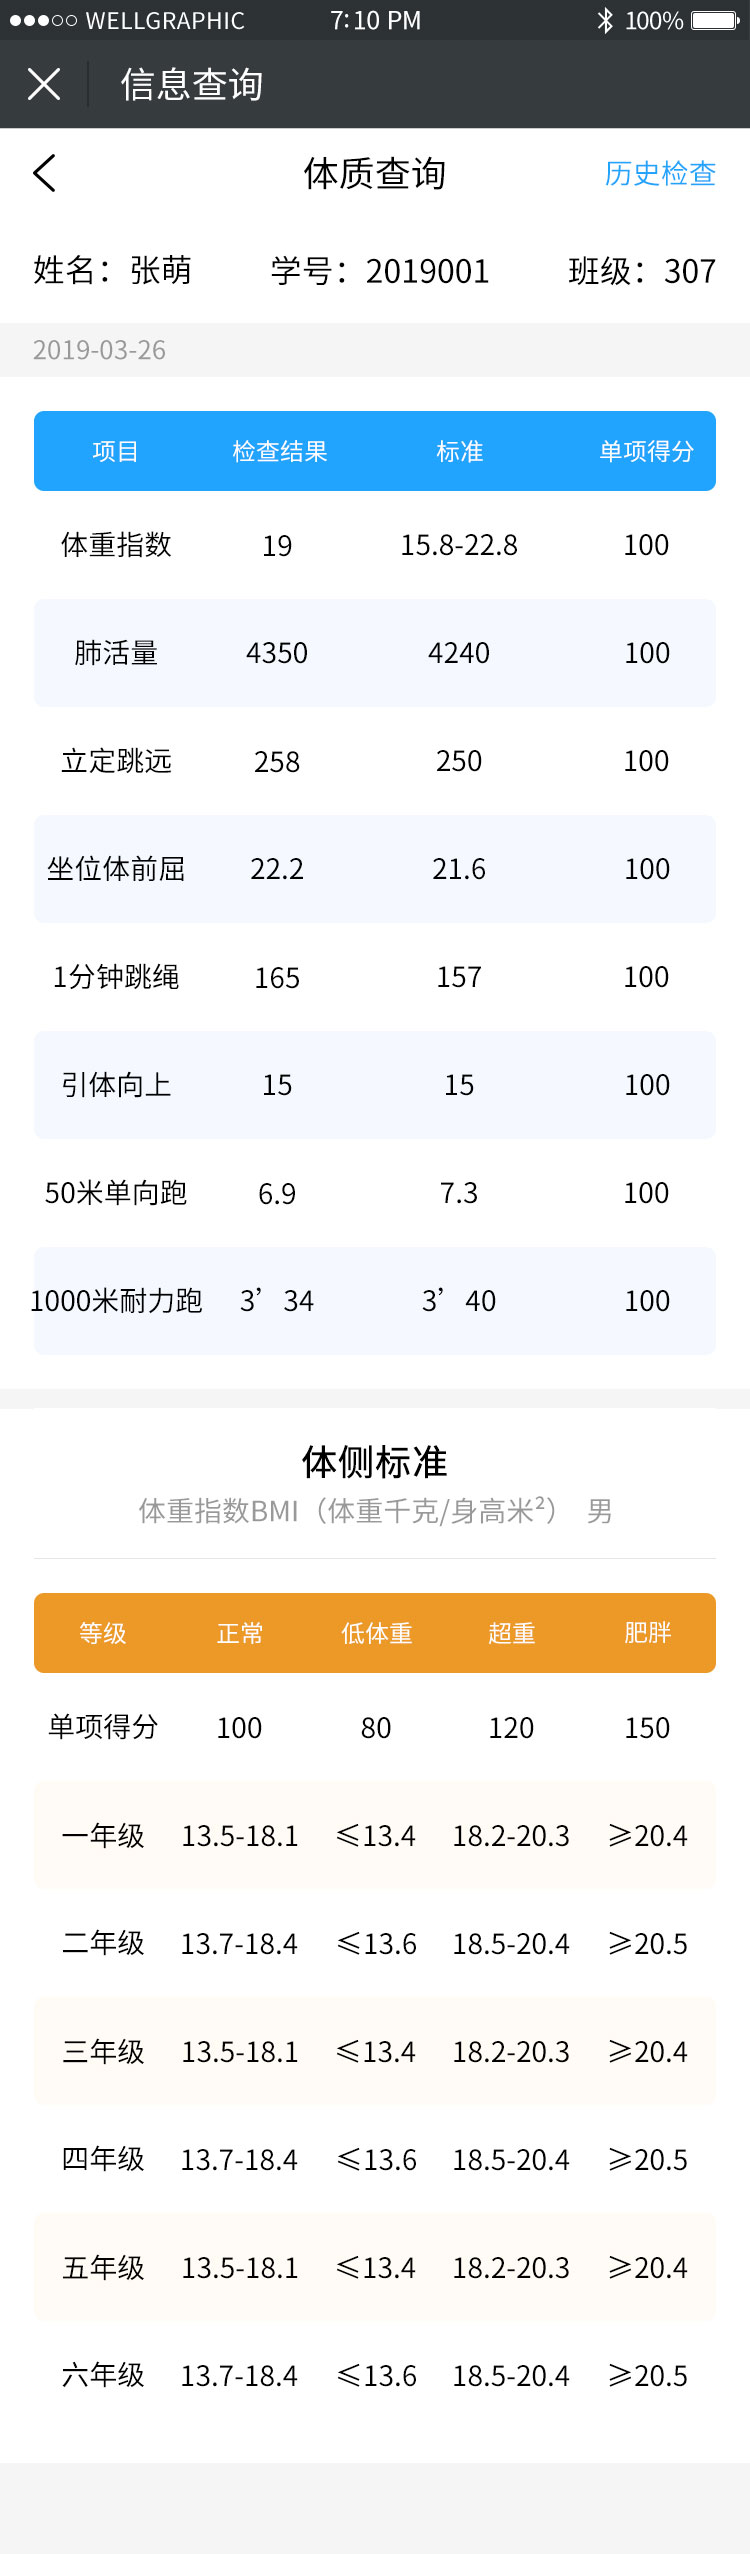 WELLGRAPHIC 7:10 PM 100%
信息查询
体质查询 历史检查
姓名：张萌 学号：2019001 班级：307
2019-03-26
项目 检查结果 标准 单项得分
体重指数 19 15.8-22.8 100
肺活量 4350 4240 100
立定跳远 258 250 100
坐位体前屈 22.2 21.6 100
1分钟跳绳 165 157 100
引体向上 15 15 100
50米单向跑 6.9 7.3 100
1000米耐力跑 3’34 3’40 100
体侧标准
体重指数BMI（体重千克/身高米²） 男
等级 正常 低体重 超重 肥胖
单项得分 100 80 120 150
一年级 13.5-18.1 ≤13.4 18.2-20.3 ≥20.4
二年级 13.7-18.4 ≤13.6 18.5-20.4 ≥20.5
三年级 13.5-18.1 ≤13.4 18.2-20.3 ≥20.4
四年级 13.7-18.4 ≤13.6 18.5-20.4 ≥20.5
五年级 13.5-18.1 ≤13.4 18.2-20.3 ≥20.4
六年级 13.7-18.4 ≤13.6 18.5-20.4 ≥20.5